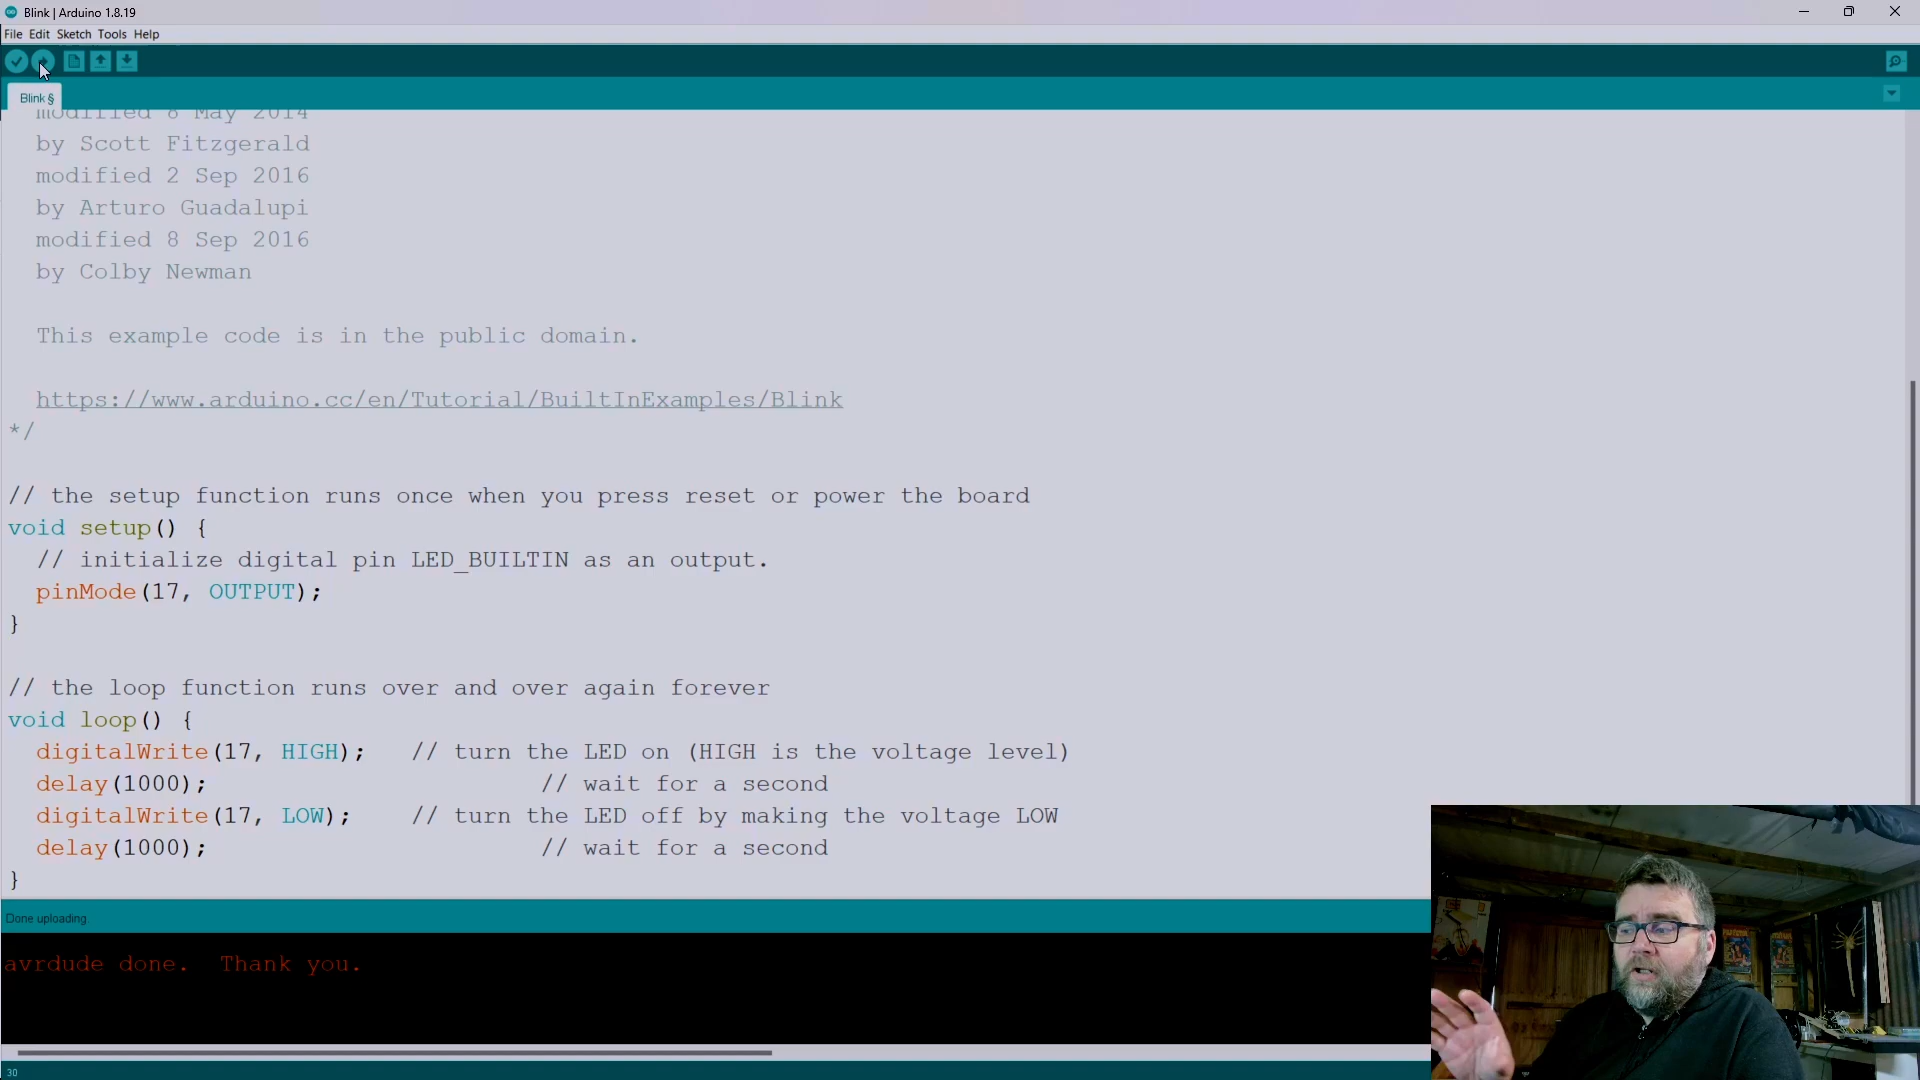 Blink | Arduino 1.8.19
File Edit Sketch Tools Help
Blink §
modified 8 May 2014
by Scott Fitzgerald
modified 2 Sep 2016
by Arturo Guadalupi
modified 8 Sep 2016
by Colby Newman
This example code is in the public domain.
https://www.arduino.cc/en/Tutorial/BuiltInExamples/Blink
*/
// the setup function runs once when you press reset or power the board
void setup() {
// initialize digital pin LED_BUILTIN as an output.
pinMode(17, OUTPUT);
}
// the loop function runs over and over again forever
void loop() {
digitalWrite(17, HIGH);   // turn the LED on (HIGH is the voltage level)
delay(1000);                       // wait for a second
digitalWrite(17, LOW);    // turn the LED off by making the voltage LOW
delay(1000);                       // wait for a second
}
Done uploading.
avrdude done.  Thank you.
30